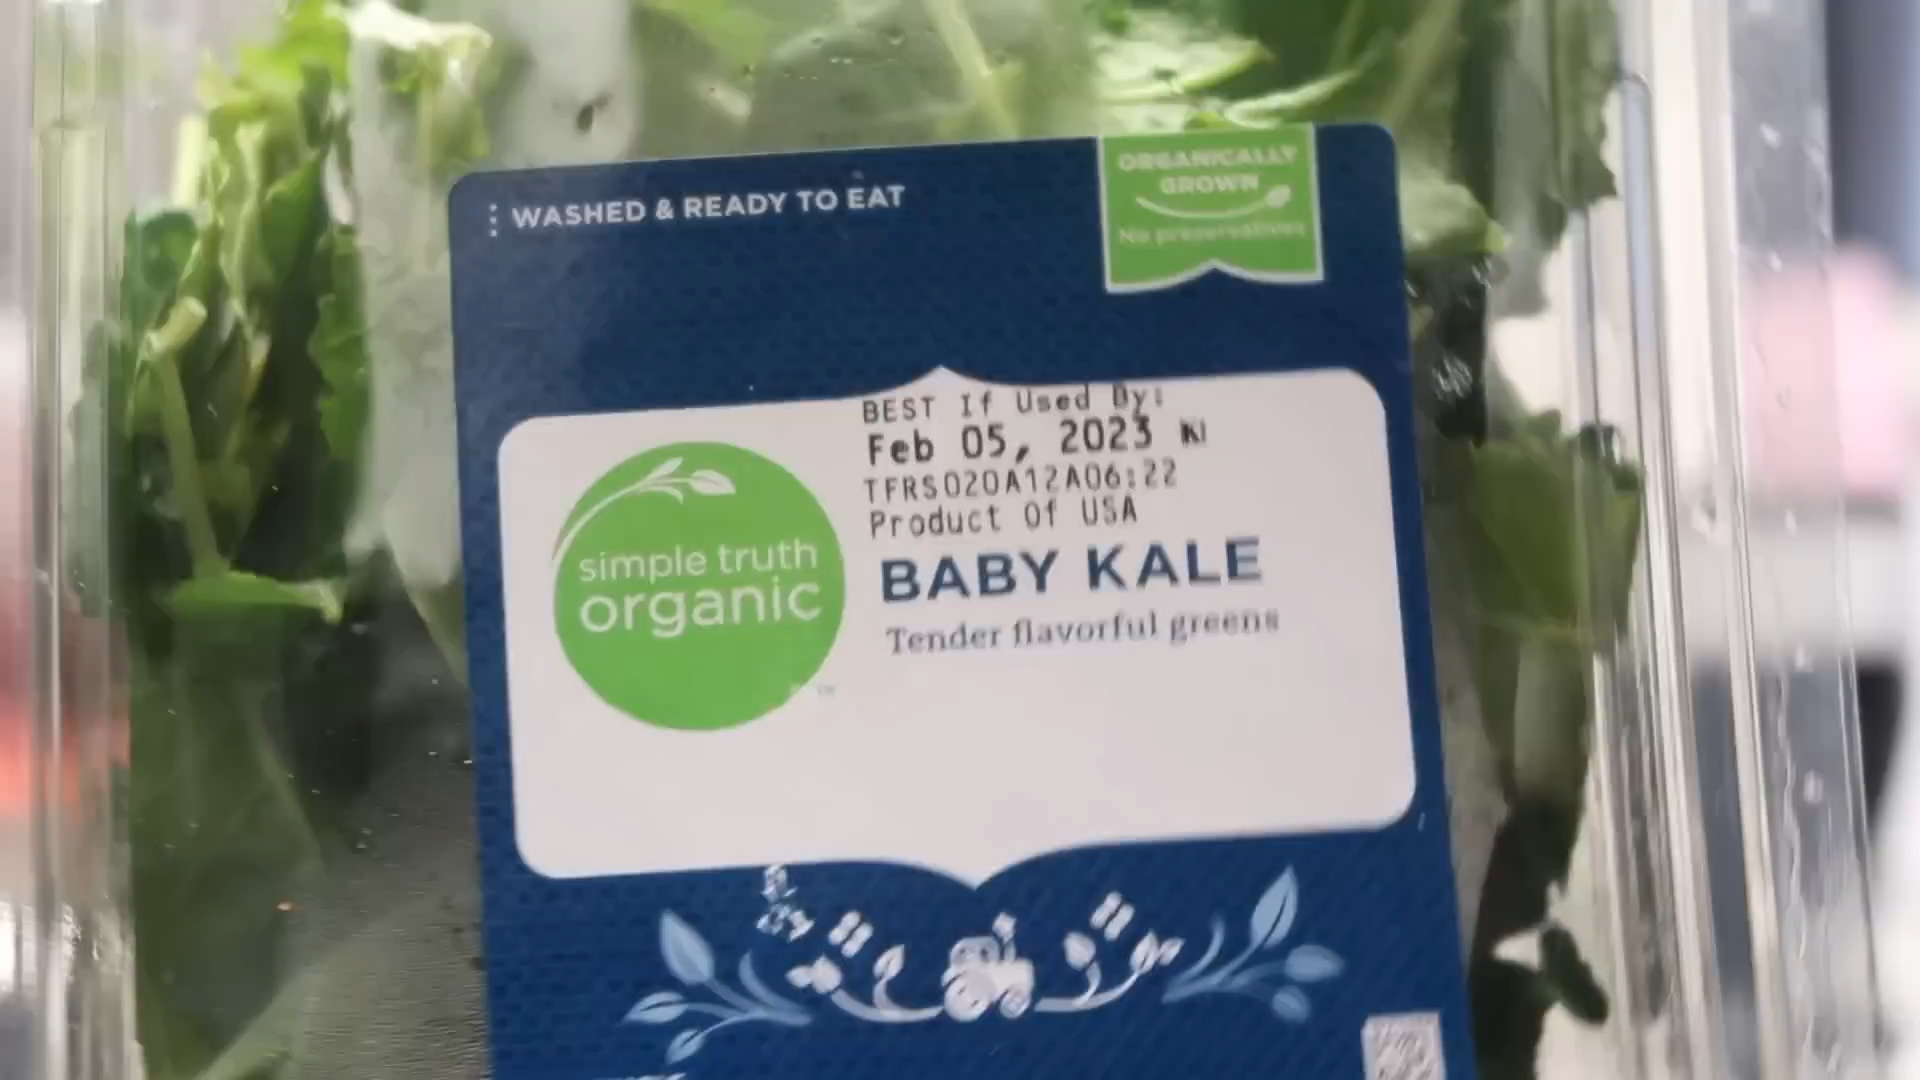 WASHED & READY TO EAT
ORGANICALLY
GROWN
No preservatives
BEST If Used By:
Feb 05, 2023 KI
TFRS020A12A06:22
Product Of USA
simple truth
organic
BABY KALE
Tender flavorful greens